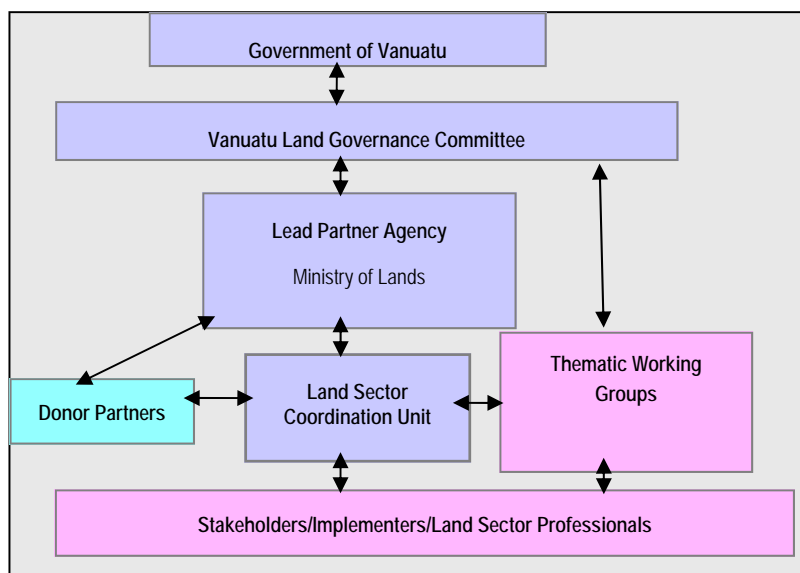 Government of Vanuatu
Vanuatu Land Governance Committee
Lead Partner Agency
Ministry of Lands
Thematic Working
Groups
Donor Partners
Land Sector
Coordination Unit
Stakeholders/Implementers/Land Sector Professionals